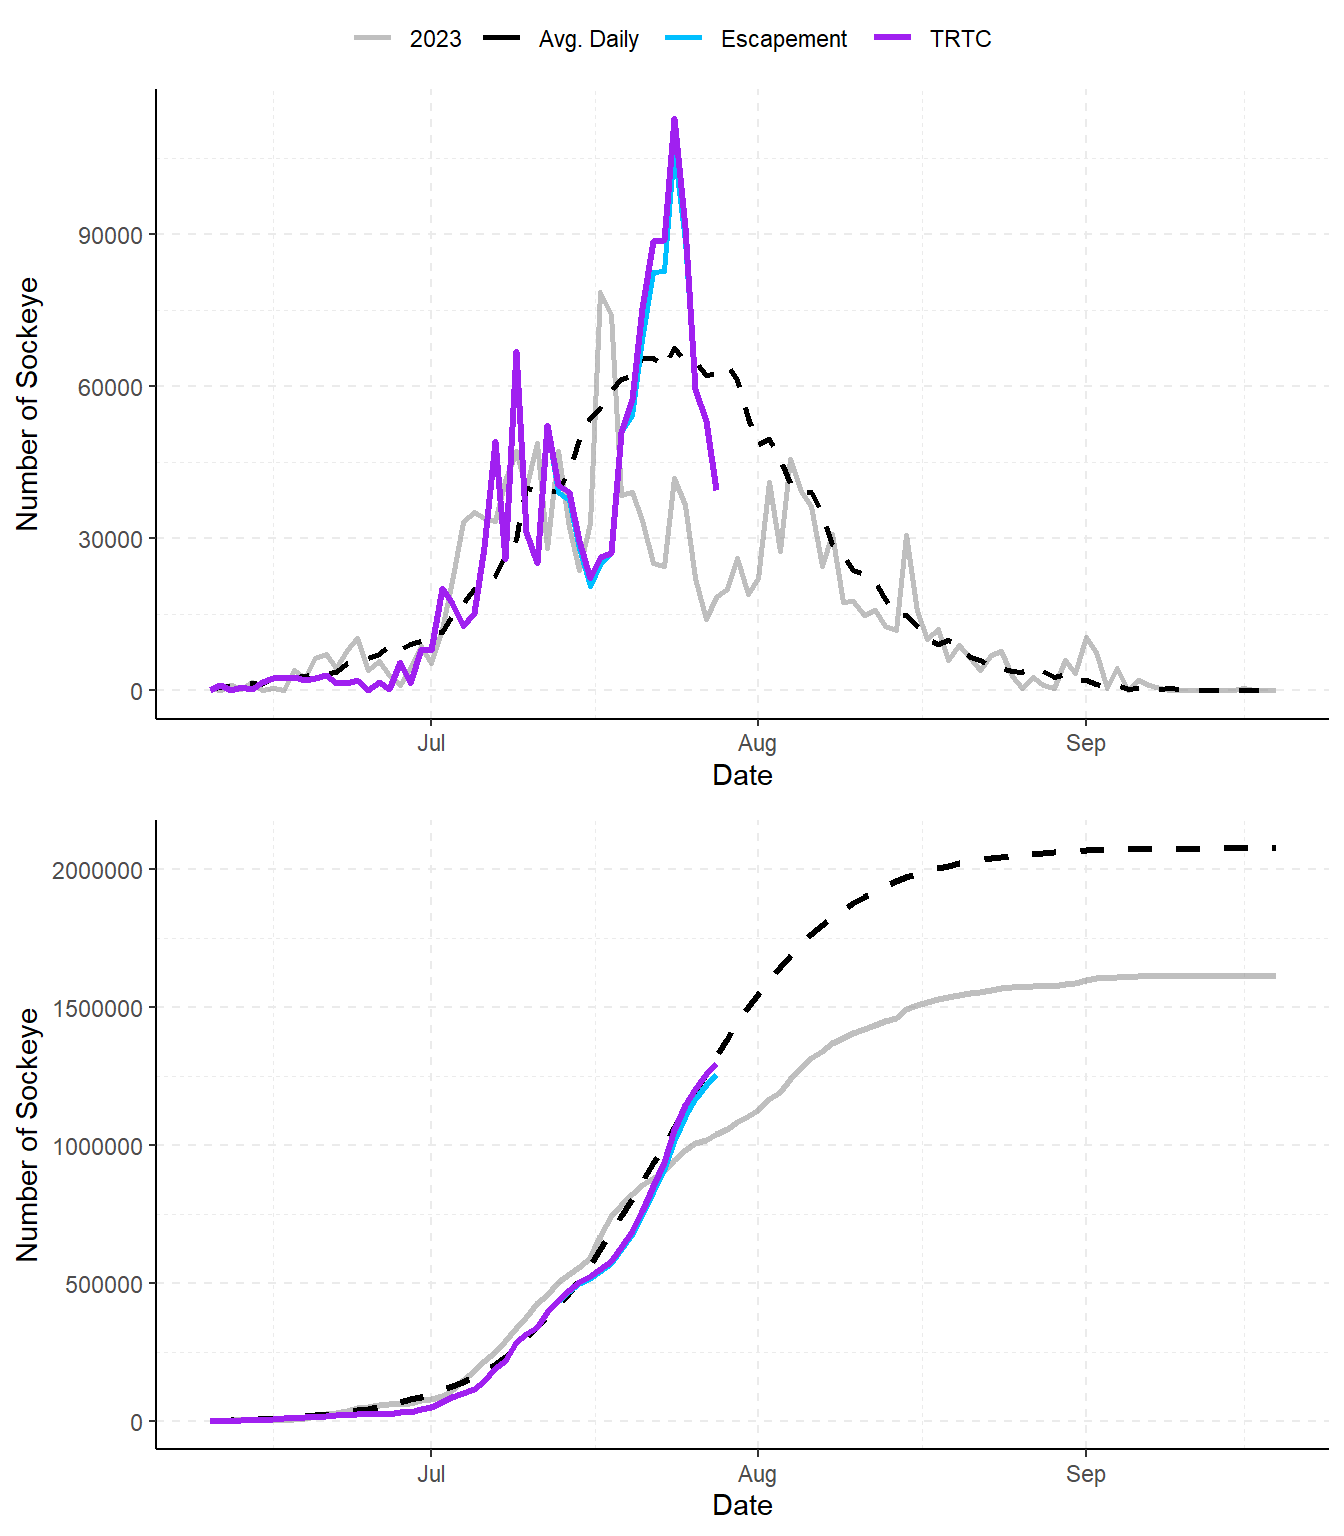 2023 Avg. Daily Escapement TRTC
90000
60000
30000
0
Number of Sockeye
Jul Aug Sep
Date
2000000
1500000
1000000
500000
0
Number of Sockeye
Jul Aug Sep
Date